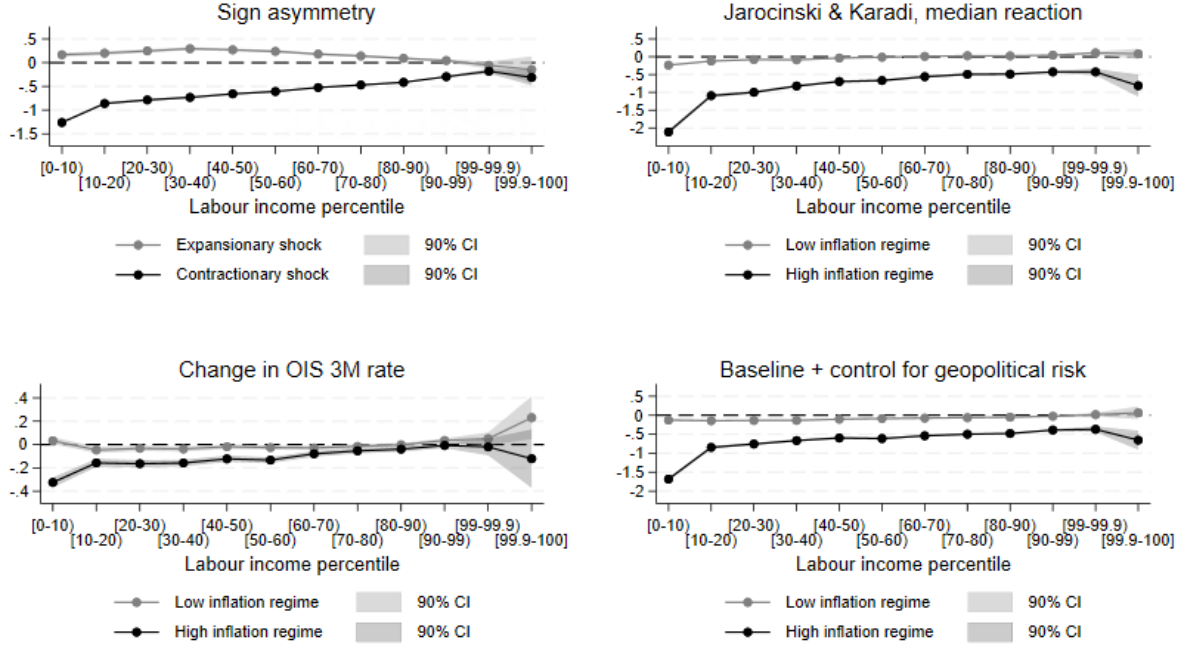 Sign asymmetry
.5
0
-.5
-1
-1.5
[0-10) [20-30) [40-50) [60-70) [80-90) [99-99.9)
[10-20) [30-40) [50-60) [70-80) [90-99) [99.9-100]
Labour income percentile
Expansionary shock 90% CI
Contractionary shock 90% CI
Jarocinski & Karadi, median reaction
.5
0
-.5
-1
-1.5
-2
[0-10) [20-30) [40-50) [60-70) [80-90) [99-99.9)
[10-20) [30-40) [50-60) [70-80) [90-99) [99.9-100]
Labour income percentile
Low inflation regime 90% CI
High inflation regime 90% CI
Change in OIS 3M rate
.4
.2
0
-.2
-.4
[0-10) [20-30) [40-50) [60-70) [80-90) [99-99.9)
[10-20) [30-40) [50-60) [70-80) [90-99) [99.9-100]
Labour income percentile
Low inflation regime 90% CI
High inflation regime 90% CI
Baseline + control for geopolitical risk
.5
0
-.5
-1
-1.5
-2
[0-10) [20-30) [40-50) [60-70) [80-90) [99-999)
[10-20) [30-40) [50-60) [70-80) [90-99) [99.9-100]
Labour income percentile
Low inflation regime 90% CI
High inflation regime 90% CI